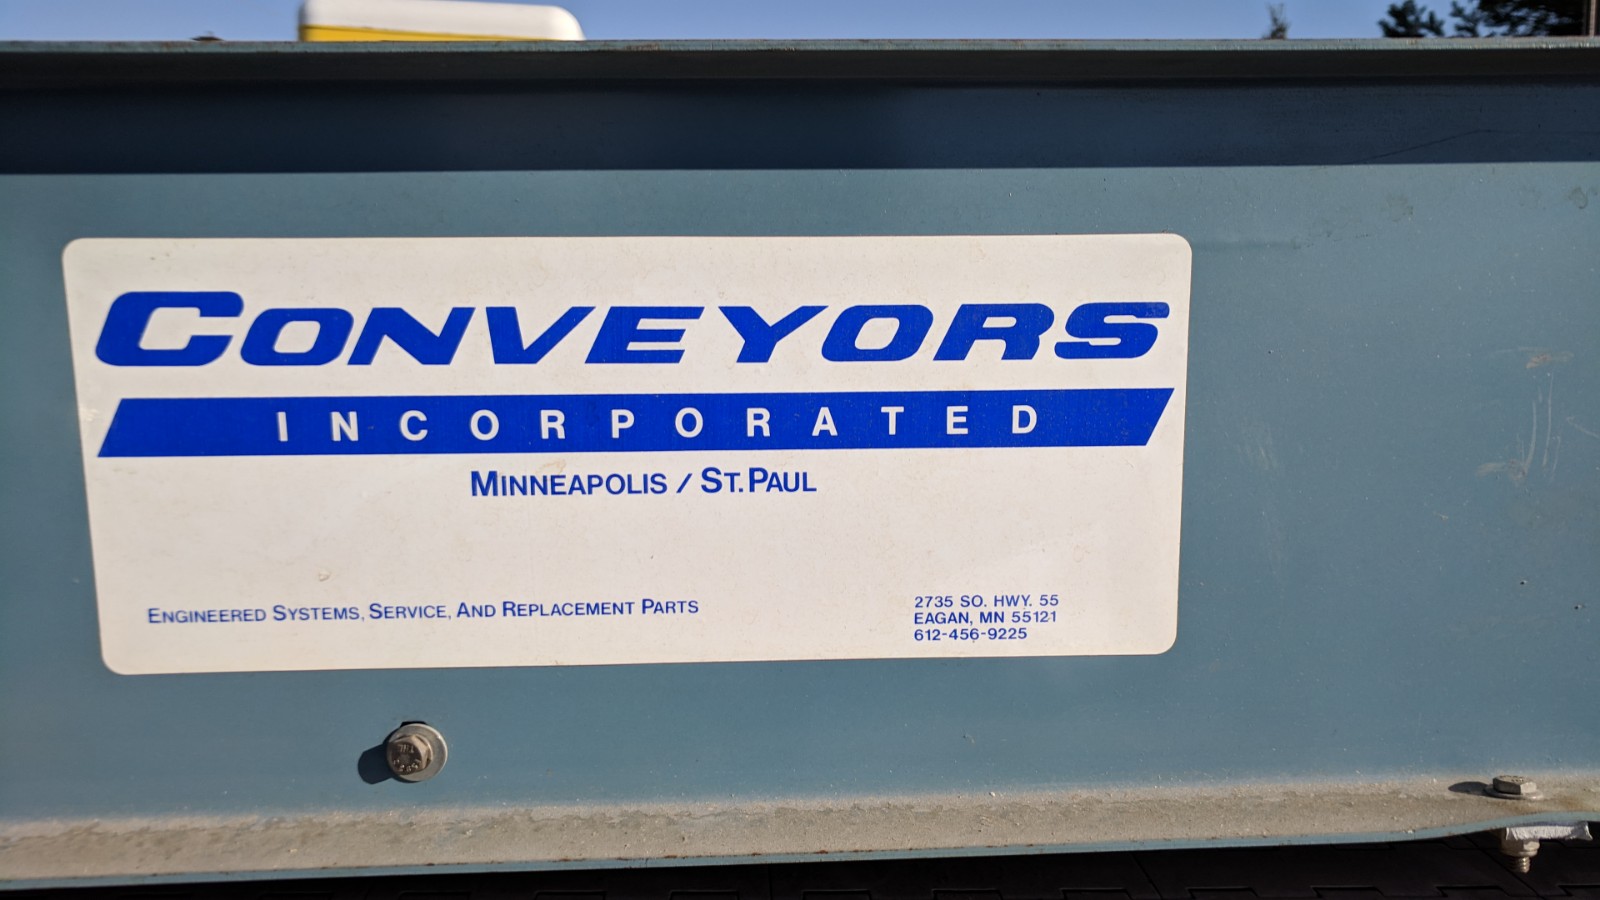 CONVEYORS
INCORPORATED
MINNEAPOLIS / ST. PAUL
ENGINEERED SYSTEMS, SERVICE, AND REPLACEMENT PARTS
2735 SO. HWY. 55
EAGAN, MN 55121
612-456-9225